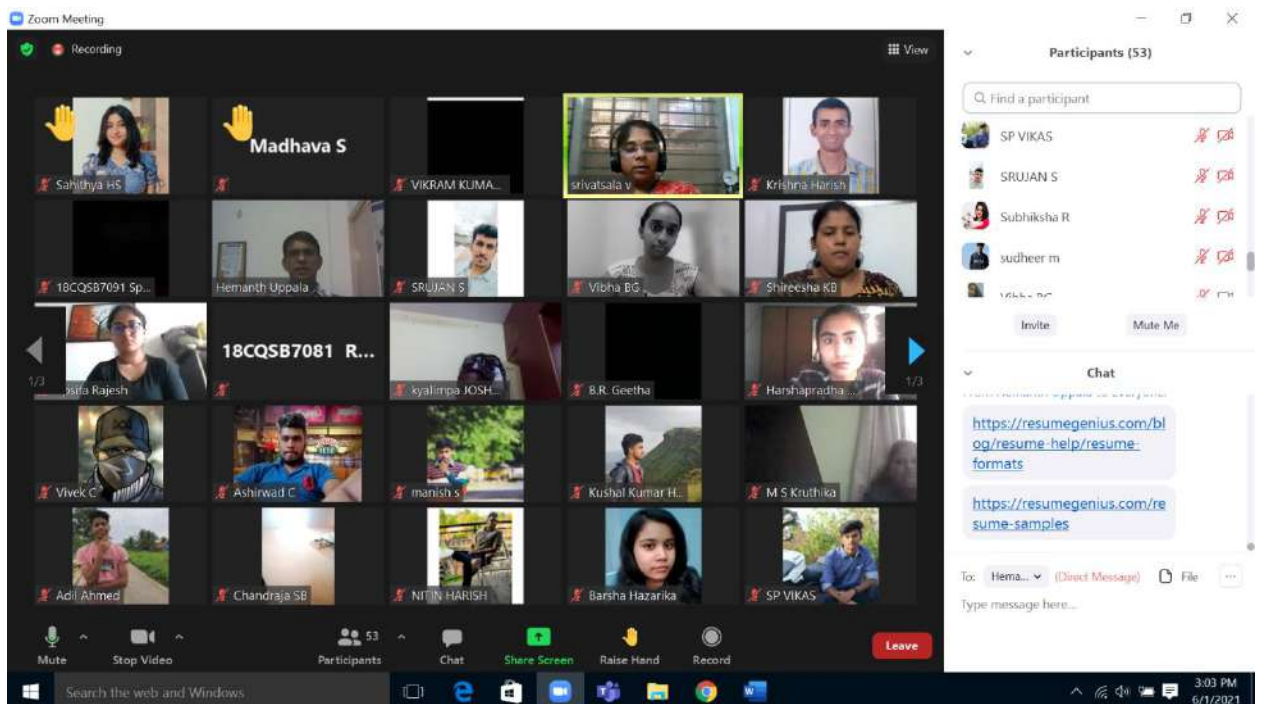 Zoom Meeting
Recording
View
Sahithya HS
Madhava S
VIKRAM KUMA...
srivatsala v
Krishna Harish
18CQSB7091 Sp...
Hemanth Uppala
SRUJAN S
Vibha BG
Shireesha KB
1/3
Rajesh
18CQSB7081 R...
kyalimpa JOSH...
B.R. Geetha
Harshapradha ...
1/3
Vivek C
Ashirwad C
manish s
Kushal Kumar H...
M S Kruthika
Adil Ahmed
Chandraja SB
NITIN HARISH
Barsha Hazarika
SP VIKAS
Mute
Stop Video
53
Participants
Chat
Share Screen
Raise Hand
Record
Leave
Participants (53)
Find a participant
SP VIKAS
SRUJAN S
Subhiksha R
sudheer m
Invite
Mute Me
Chat
https://resumegenius.com/bl
og/resume-help/resume-
formats
https://resumegenius.com/re
sume-samples
To: Hema... (Direct Message) File ...
Type message here...
Search the web and Windows
3:03 PM
6/1/2021